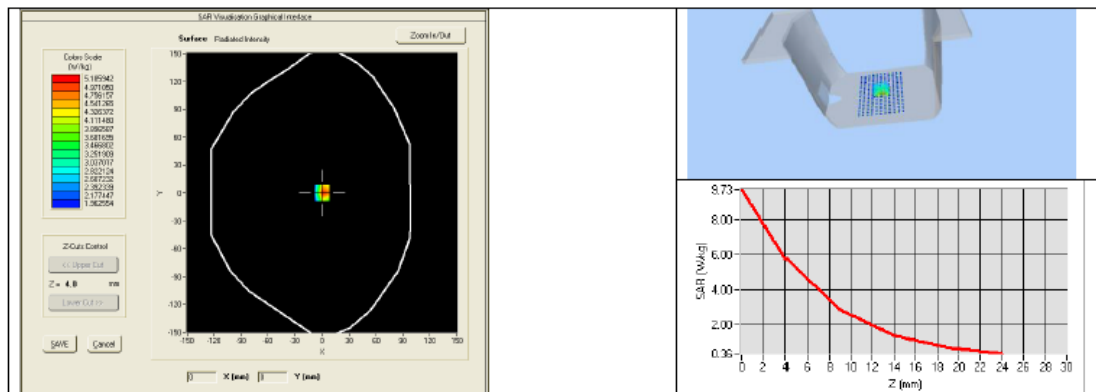 SAR Visualisation Graphical Interface
Surface Radiated Intensity
Zoom In/Out
Colors Scale
(W/kg)
5.185942
4.971050
4.756157
4.541265
4.326372
4.111480
3.896587
3.681695
3.466802
3.251909
3.037017
2.822124
2.607232
2.392339
2.177447
1.962554
Z-Cuts Control
<< Upper Cut
Z = 4.0 mm
Lower Cut >>
SAVE Cancel
150
120
90
60
30
0
-30
-60
-90
-120
-150
Y
-150 -120 -90 -60 -30 0 30 60 90 120 150
X
X (mm) Y (mm)
9.73
8.00
6.00
4.00
2.00
0.36
SAR (W/kg)
0 2 4 6 8 10 12 14 16 18 20 22 24 26 28 30
Z (mm)